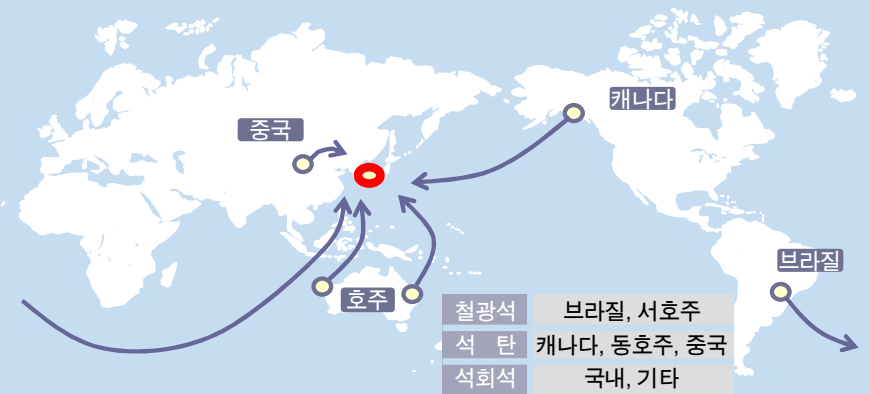 캐나다
중국
브라질
호주
철광석 브라질, 서호주
석 탄 캐나다, 동호주, 중국
석회석 국내, 기타